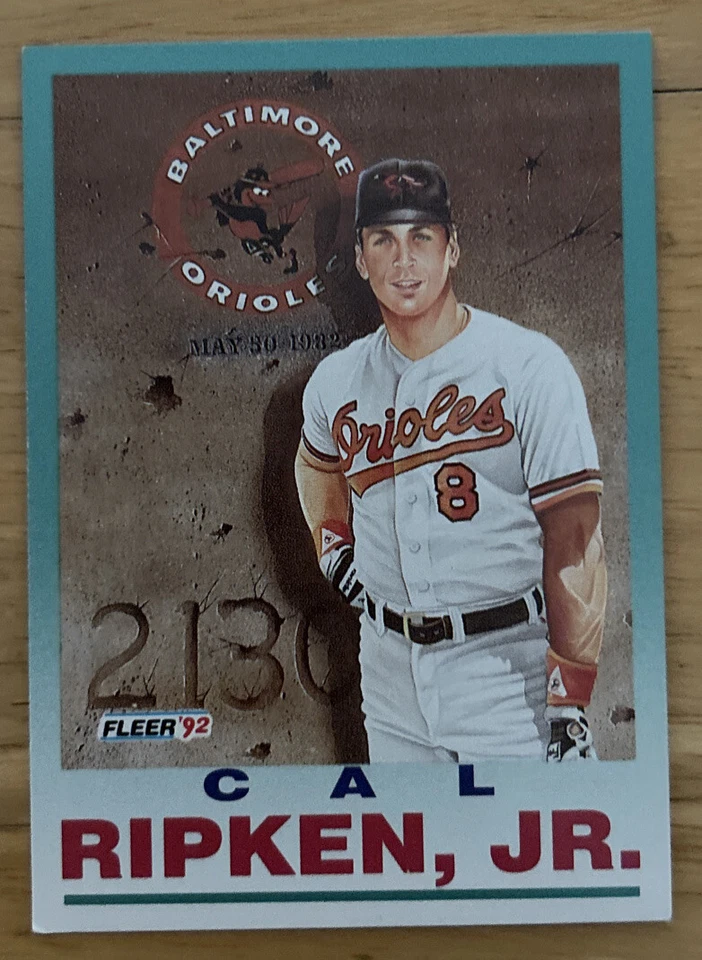 BALTIMORE
ORIOLES
MAY 30 1982
Orioles
8
2130
FLEER '92
CAL
RIPKEN, JR.